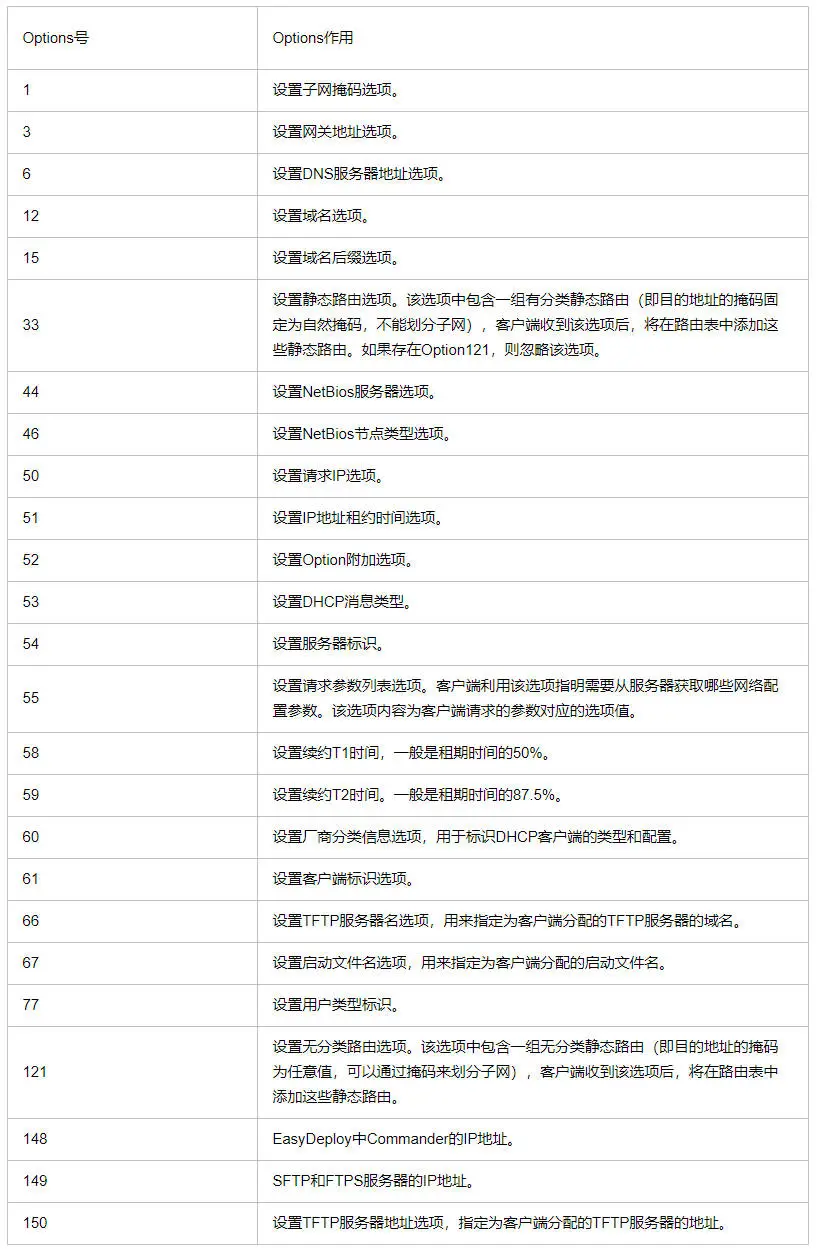 Options号
Options作用
1
设置子网掩码选项。
3
设置网关地址选项。
6
设置DNS服务器地址选项。
12
设置域名选项。
15
设置域名后缀选项。
33
设置静态路由选项。该选项中包含一组有分类静态路由（即目的地址的掩码固
定为自然掩码，不能划分子网），客户端收到该选项后，将在路由表中添加这
些静态路由。如果存在Option121，则忽略该选项。
44
设置NetBios服务器选项。
46
设置NetBios节点类型选项。
50
设置请求IP选项。
51
设置IP地址租约时间选项。
52
设置Option附加选项。
53
设置DHCP消息类型。
54
设置服务器标识。
55
设置请求参数列表选项。客户端利用该选项指明需要从服务器获取哪些网络配
置参数。该选项内容为客户端请求的参数对应的选项值。
58
设置续约T1时间，一般是租期时间的50%。
59
设置续约T2时间。一般是租期时间的87.5%。
60
设置厂商分类信息选项，用于标识DHCP客户端的类型和配置。
61
设置客户端标识选项。
66
设置TFTP服务器名选项，用来指定为客户端分配的TFTP服务器的域名。
67
设置启动文件名选项，用来指定为客户端分配的启动文件名。
77
设置用户类型标识。
121
设置无分类路由选项。该选项中包含一组无分类静态路由（即目的地址的掩码
为任意值，可以通过掩码来划分子网），客户端收到该选项后，将在路由表中
添加这些静态路由。
148
EasyDeploy中Commander的IP地址。
149
SFTP和FTPS服务器的IP地址。
150
设置TFTP服务器地址选项，指定为客户端分配的TFTP服务器的地址。